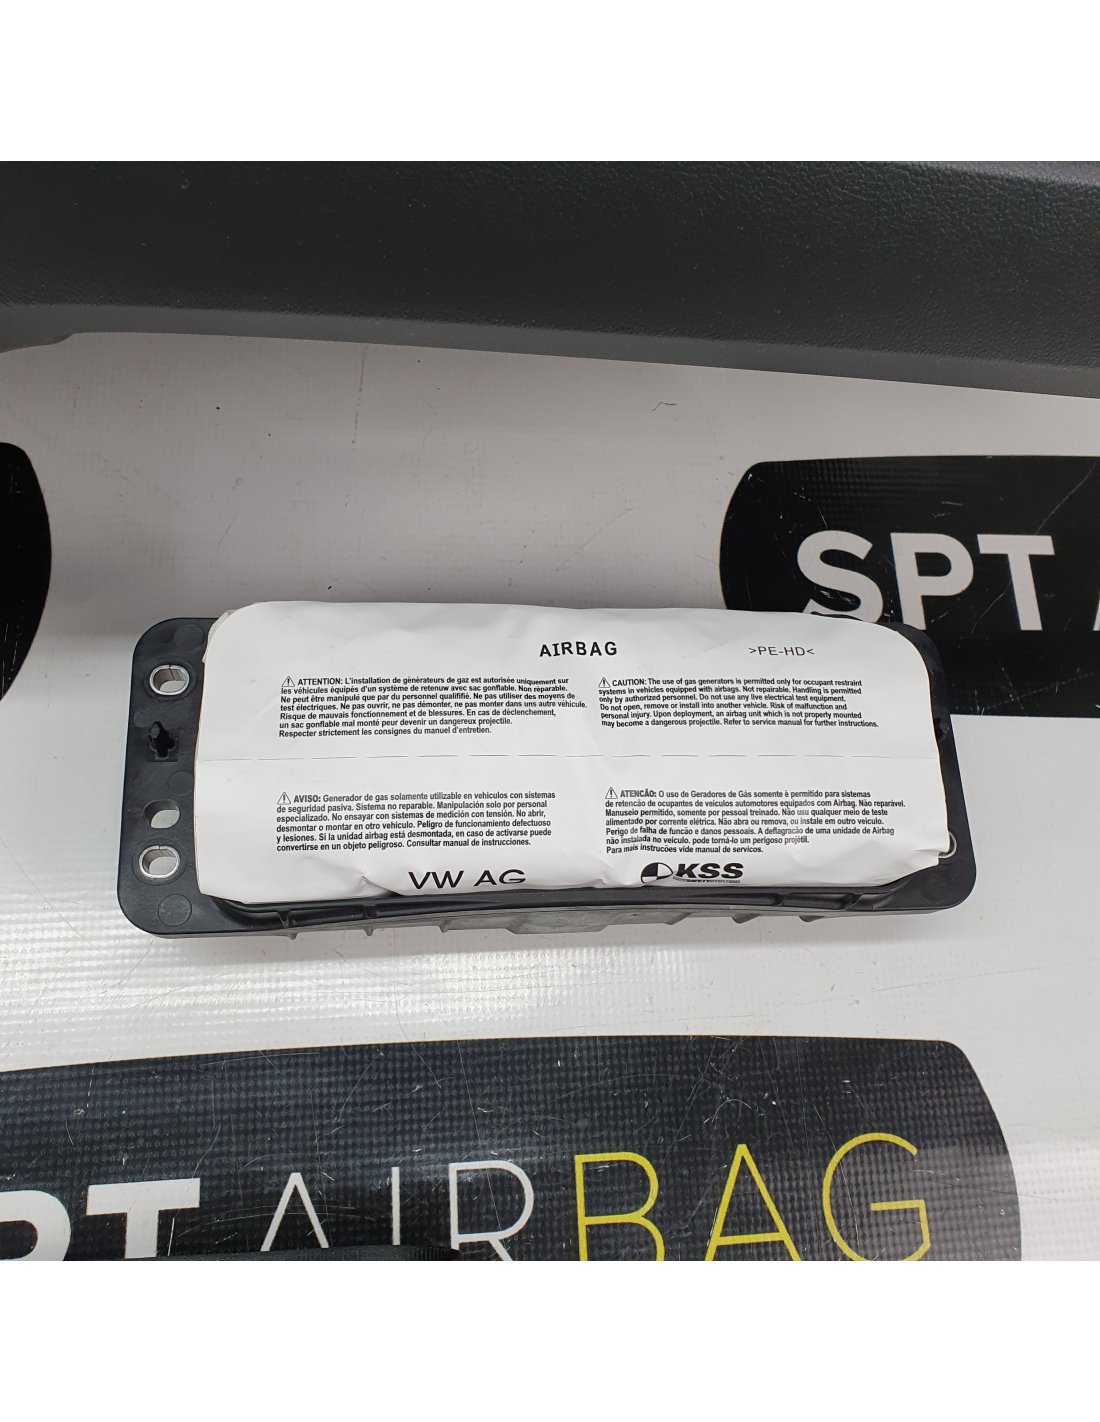 SPT
AIRBAG
>PE-HD<
ATTENTION: L'installation de gènèrateurs de gaz est autorisée uniquement sur
les véhicules équipés d'un système de retenuw avec sac gonflable. Non réparable.
Ne peut être manipulé que par du personnel qualififié. Ne pas utiliser des moyens de
test électriques. Ne pas ouvrir, ne pas démonter, ne pas monter dans uns autre véhicule.
Risque de mauvais fonctionnement et de blessures. En cas de déclenchement,
un sac gonflable mal monté peur devenir un dangereux projectile.
Respecter strictement les consignes du manuel d'entretien.
CAUTION: The use of gas generators is permitted only for occupant restraint
systems in vehicles equipped with airbags. Not repairable. Handling is permitted
only by authorized personnel. Do not use any live electrical test equipment.
Do not open, remove or install into another vehicle. Risk of malfunction and
personal injury. Upon deployment, an airbag unit which is not properly mounted
may become a dangerous projectile. Refer to service manual for further instructions.
AVISO: Generador de gas solamente utilizable en vehiculos con sistemas
de seguridad pasiva. Sistema no reparable. Manipulación solo por personal
especializado. No ensayar con sistemas de medición con tensión. No abrir,
desmontar o montar en otro vehiculo. Peligro de funcionamiento defectuoso
y lesiones. Si la unidad airbag está desmontada, en caso de activarse puede
convertirse en un objeto peligroso. Consultar manual de instrucciones.
ATENCÃO: O uso de Geradores de Gás somente è permitido para sistemas
de retencão de ocupantes de veiculos automotores equipados com Airbag. Não reparável.
Manuseio permitido, somente por pessoal treinado. Não usu qualquer meio de teste
alimentado por corrente elétrica. Não abra ou remova, ou instale em outro veiculo.
Perigo de falha de funcão e danos pessoais. A deflagracão de uma unidade de Airbag
não instalada no veiculo. pode torná-lo um perigoso projétil.
Para mais instrucões vide manual de servicos.
VW AG
KSS
PT AIRBAG